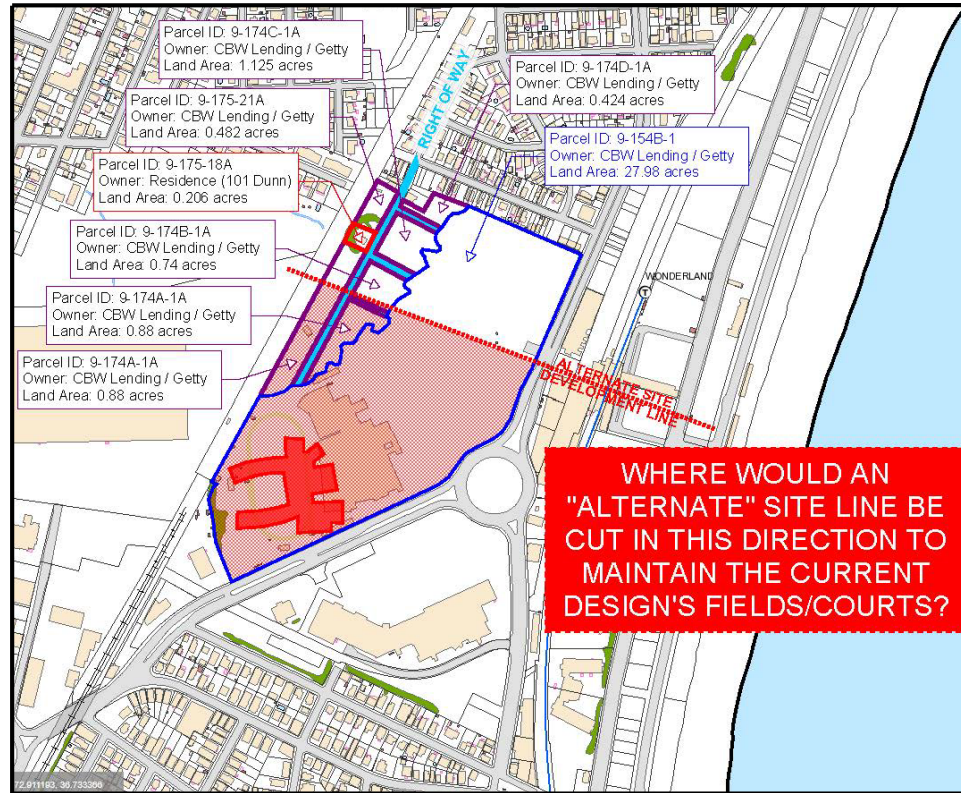 Parcel ID: 9-174C-1A
Owner: CBW Lending / Getty
Land Area: 1.125 acres
Parcel ID: 9-174D-1A
Owner: CBW Lending / Getty
Land Area: 0.424 acres
RIGHT OF WAY
Parcel ID: 9-175-21A
Owner: CBW Lending / Getty
Land Area: 0.482 acres
Parcel ID: 9-154B-1
Owner: CBW Lending / Getty
Land Area: 27.98 acres
Parcel ID: 9-175-18A
Owner: Residence (101 Dunn)
Land Area: 0.206 acres
Parcel ID: 9-174B-1A
Owner: CBW Lending / Getty
Land Area: 0.74 acres
WONDERLAND
T
Parcel ID: 9-174A-1A
Owner: CBW Lending / Getty
Land Area: 0.88 acres
Parcel ID: 9-174A-1A
Owner: CBW Lending / Getty
Land Area: 0.88 acres
ALTERNATE SITE
DEVELOPMENT LINE
WHERE WOULD AN
"ALTERNATE" SITE LINE BE
CUT IN THIS DIRECTION TO
MAINTAIN THE CURRENT
DESIGN'S FIELDS/COURTS?
72.911193, 36.733366